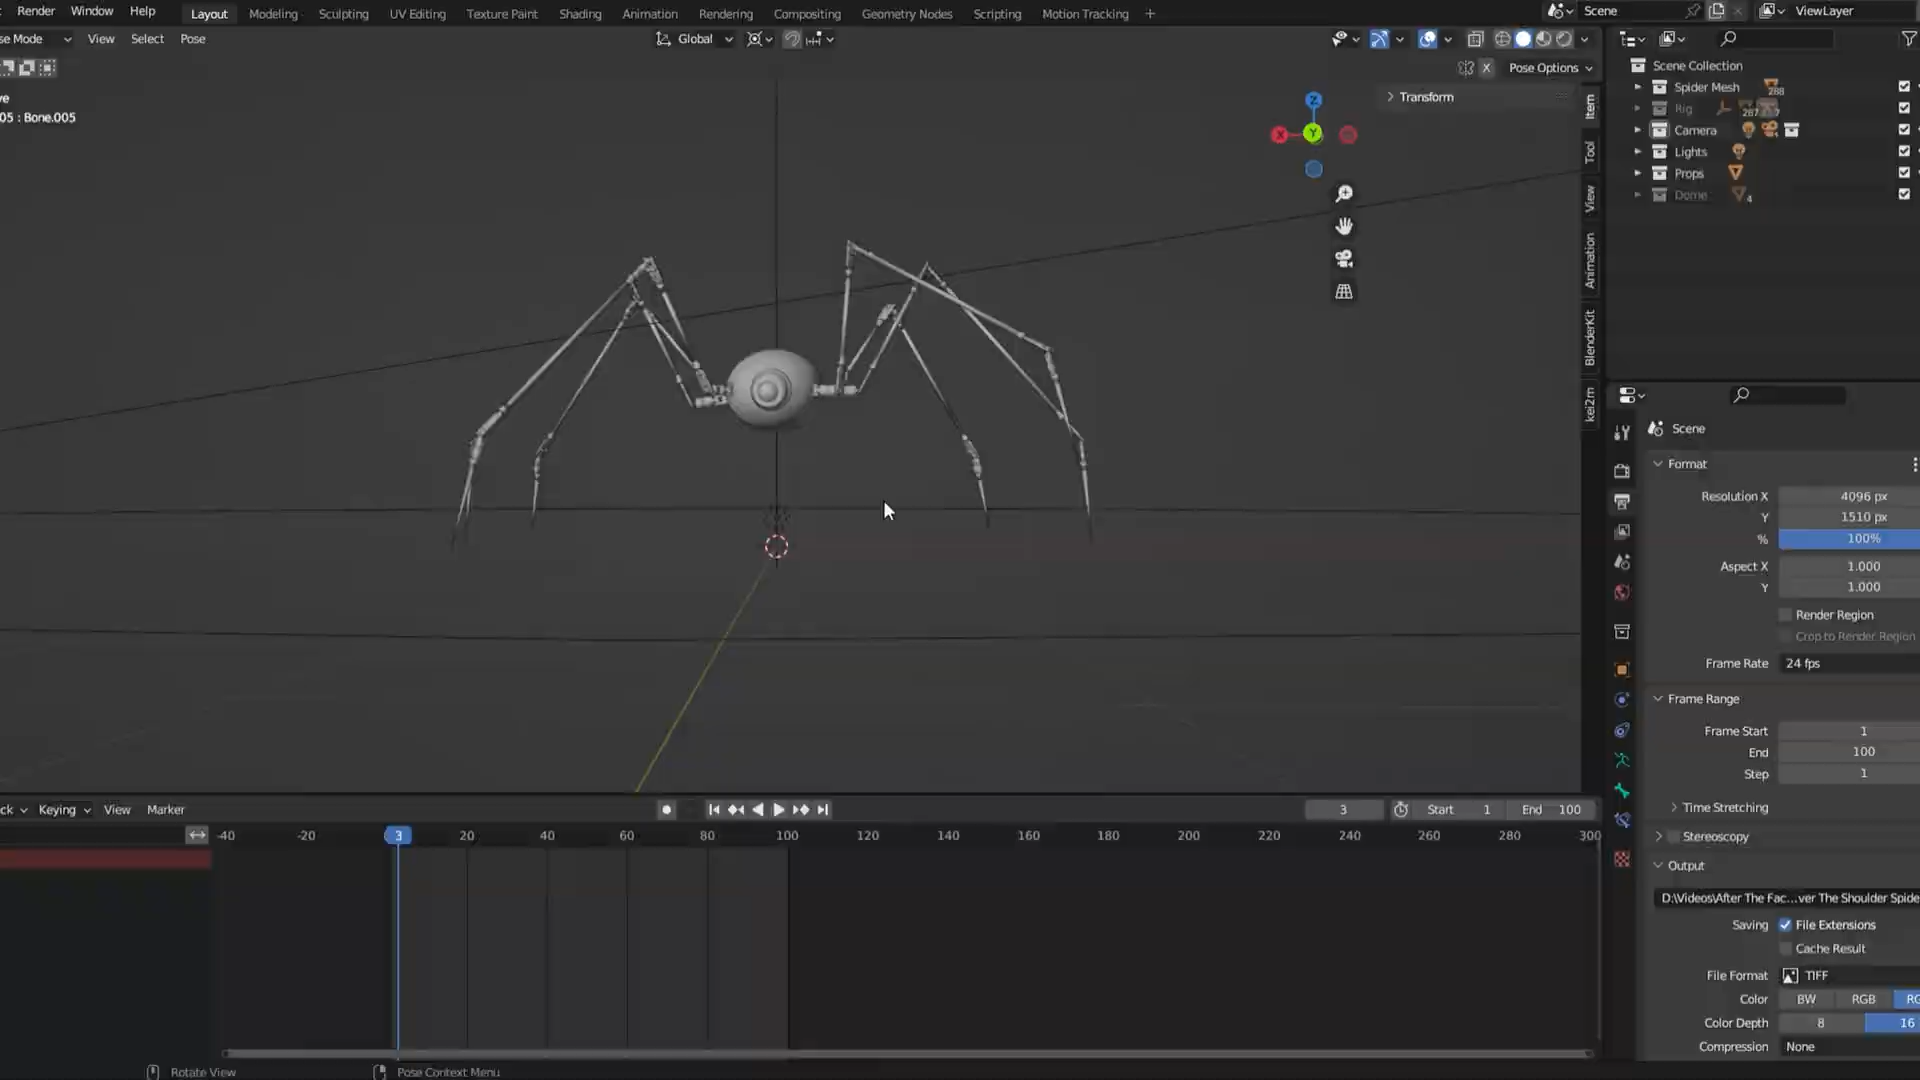 Render Window Help Layout Modeling Sculpting UV Editing Texture Paint Shading Animation Rendering Compositing Geometry Nodes Scripting Motion Tracking + Scene ViewLayer
se Mode View Select Pose Global
X Pose Options
Scene Collection
Spider Mesh 288
Rig
Camera
Lights
Props
Dome 4
ve
05 : Bone.005
Transform
Z
X Y
Item
Tool
View
Animation
BlenderKit
kei2m
Scene
Format
Resolution X 4096 px
Y 1510 px
% 100%
Aspect X 1.000
Y 1.000
Render Region
Crop to Render Region
Frame Rate 24 fps
Frame Range
Frame Start 1
End 100
Step 1
Time Stretching
Stereoscopy
Output
D:\Videos\After The Fac...ver The Shoulder Spide
Saving File Extensions
Cache Result
File Format TIFF
Color BW RGB RG
Color Depth 8 16
Compression None
ck Keying View Marker 3 Start 1 End 100
-40 -20 3 20 40 60 80 100 120 140 160 180 200 220 240 260 280 300
Rotate View Pose Context Menu